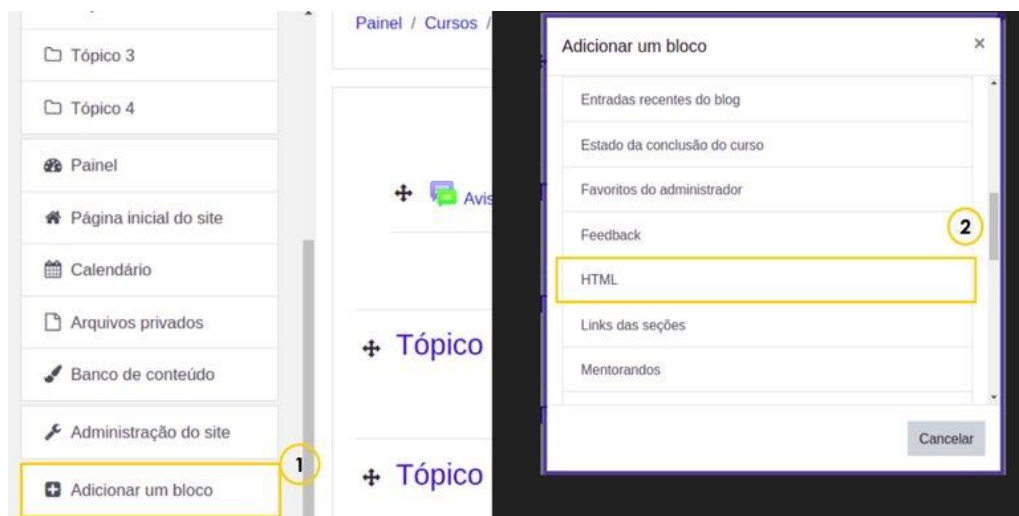 Tópico 3
Tópico 4
Painel
Página inicial do site
Calendário
Arquivos privados
Banco de conteúdo
Administração do site
Adicionar um bloco
1
Painel / Cursos /
Avis
Tópico
Tópico
Adicionar um bloco ×
Entradas recentes do blog
Estado da conclusão do curso
Favoritos do administrador
Feedback
2
HTML
Links das seções
Mentorandos
Cancelar